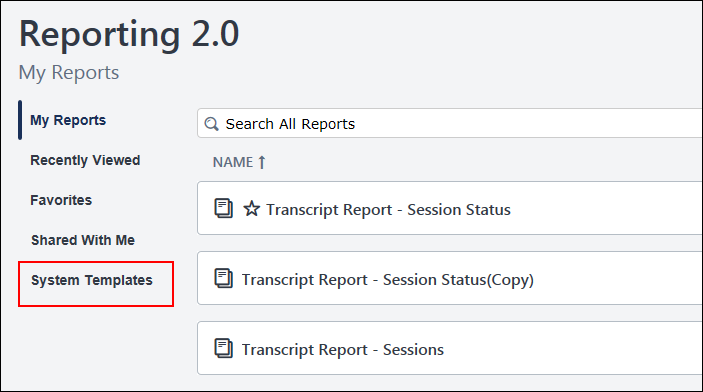 Reporting 2.0
My Reports
My Reports
Recently Viewed
Favorites
Shared With Me
System Templates
Search All Reports
NAME ↑
Transcript Report - Session Status
Transcript Report - Session Status(Copy)
Transcript Report - Sessions